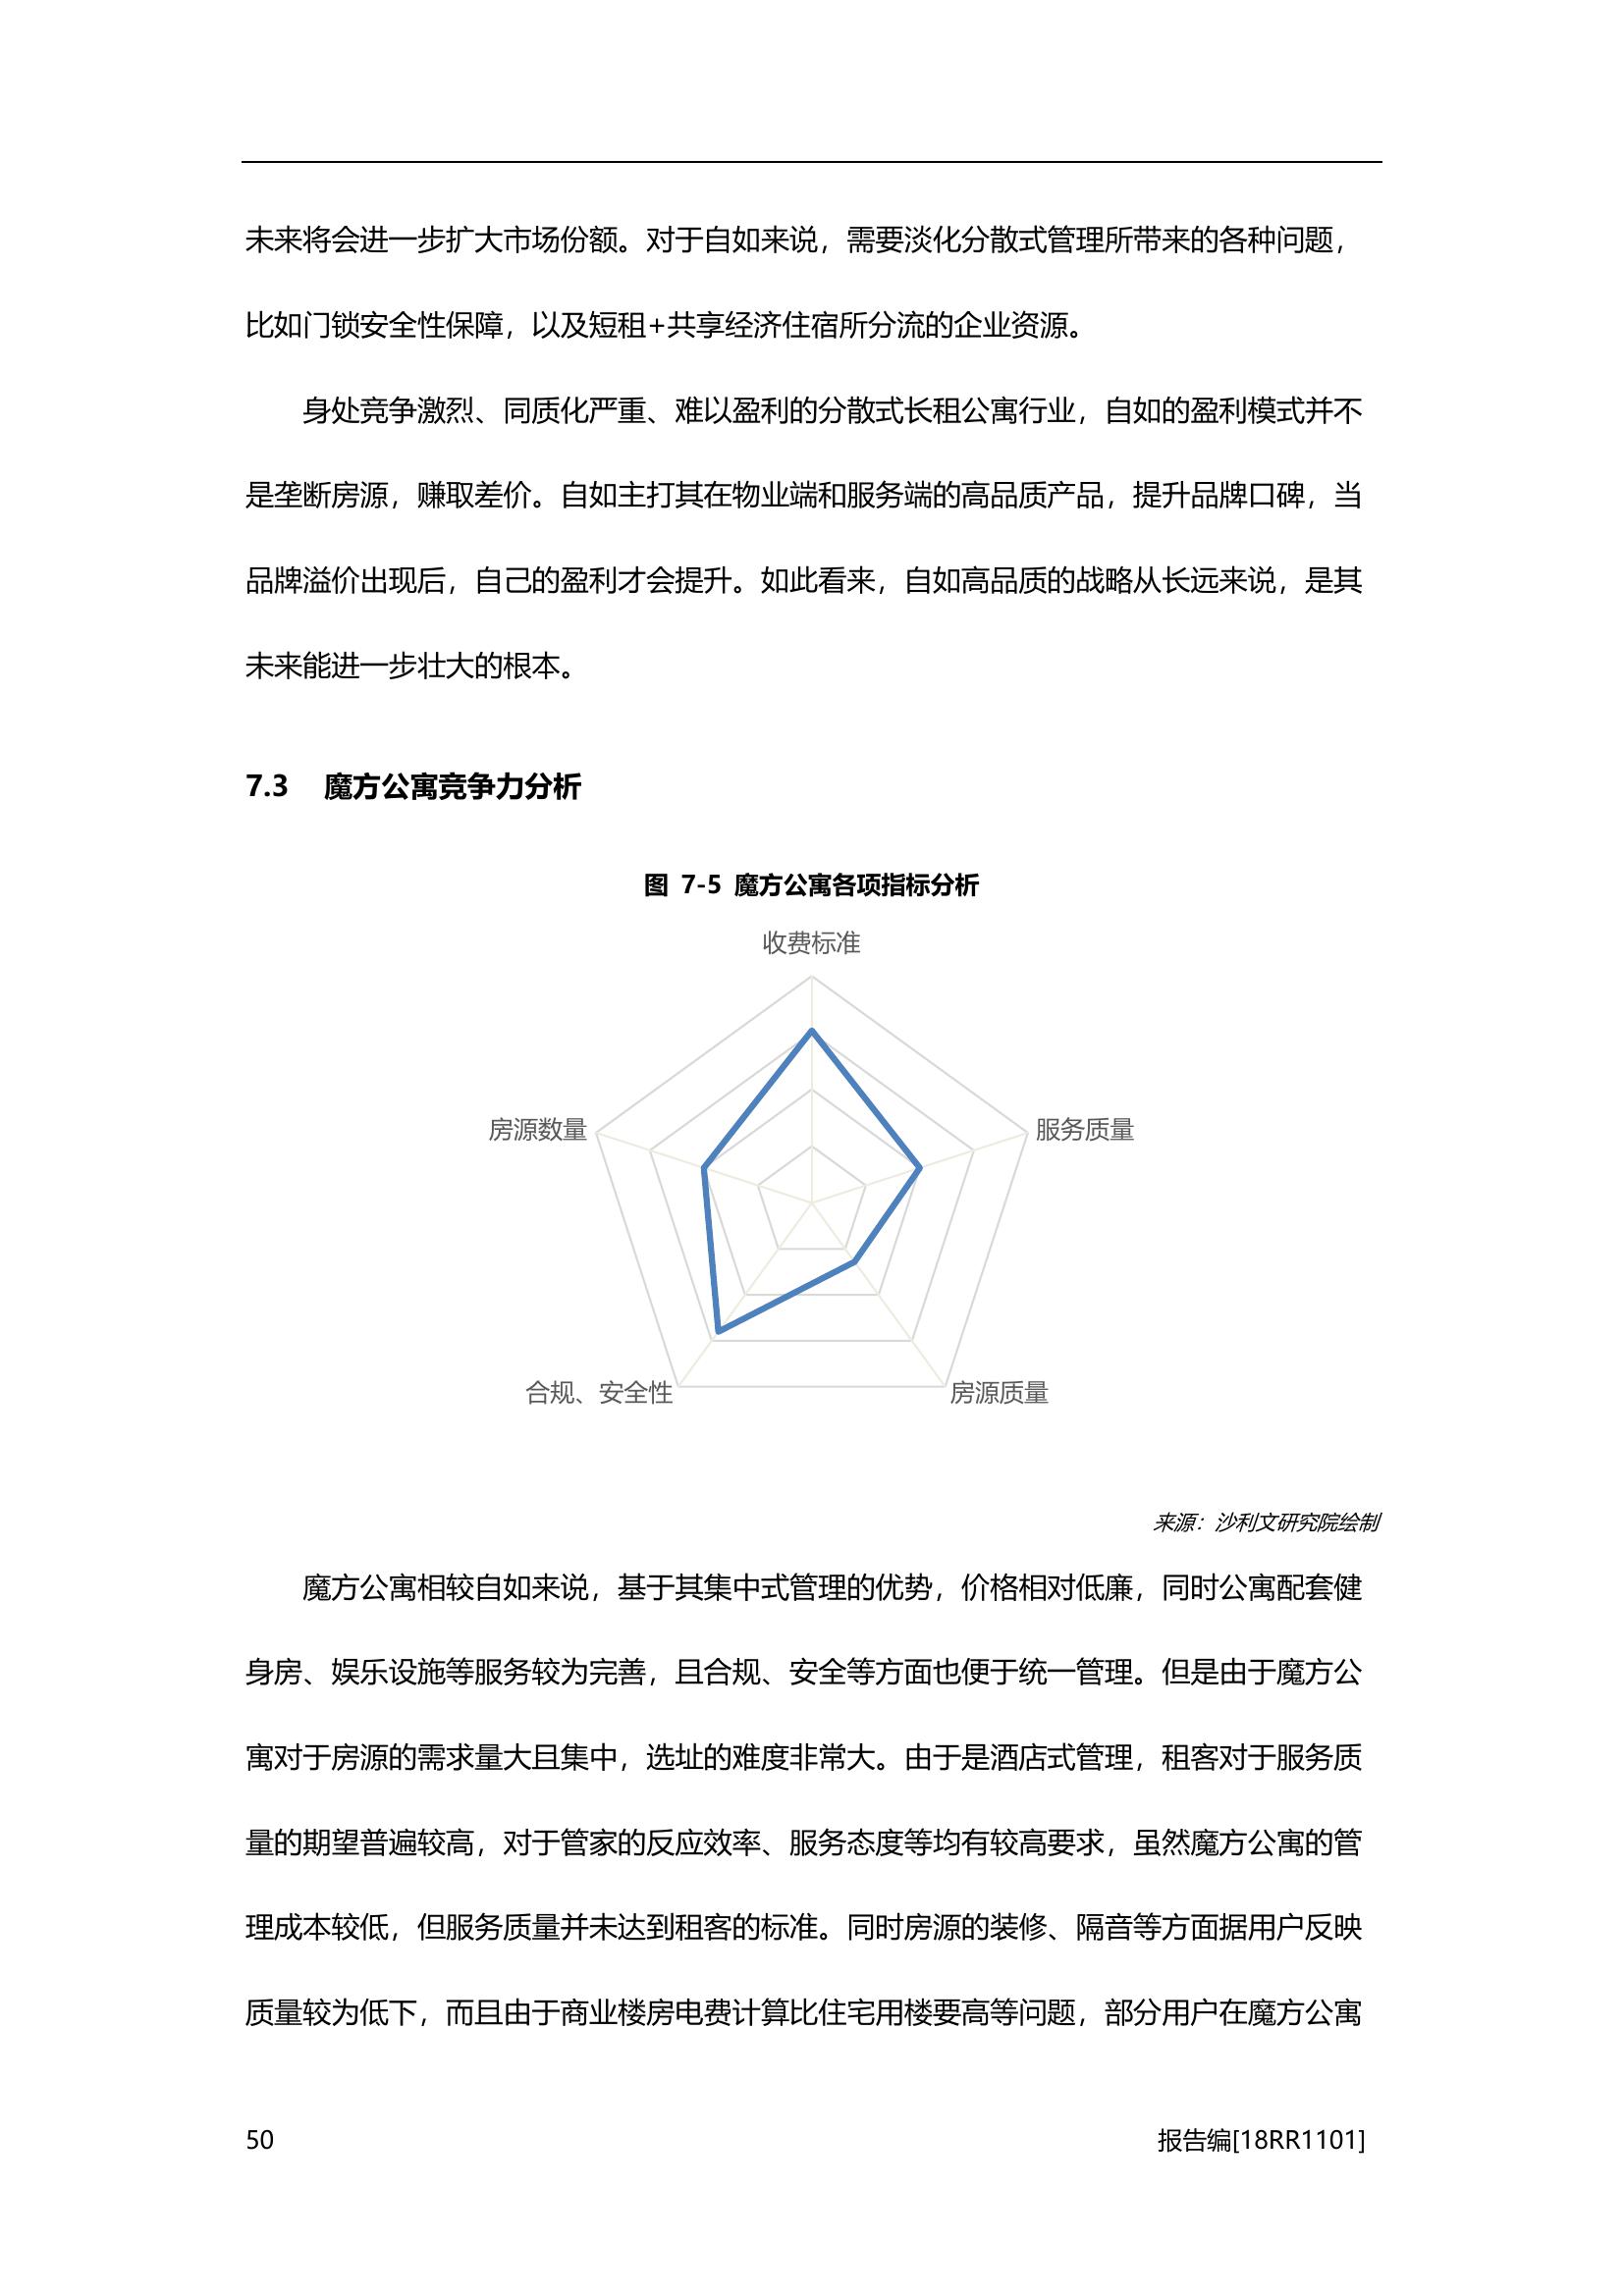 未来将会进一步扩大市场份额。对于自如来说，需要淡化分散式管理所带来的各种问题，
比如门锁安全性保障，以及短租+共享经济住宿所分流的企业资源。
身处竞争激烈、同质化严重、难以盈利的分散式长租公寓行业，自如的盈利模式并不
是垄断房源，赚取差价。自如主打其在物业端和服务端的高品质产品，提升品牌口碑，当
品牌溢价出现后，自己的盈利才会提升。如此看来，自如高品质的战略从长远来说，是其
未来能进一步壮大的根本。
7.3 魔方公寓竞争力分析
图 7-5 魔方公寓各项指标分析
收费标准
房源数量
服务质量
合规、安全性
房源质量
来源：沙利文研究院绘制
魔方公寓相较自如来说，基于其集中式管理的优势，价格相对低廉，同时公寓配套健
身房、娱乐设施等服务较为完善，且合规、安全等方面也便于统一管理。但是由于魔方公
寓对于房源的需求量大且集中，选址的难度非常大。由于是酒店式管理，租客对于服务质
量的期望普遍较高，对于管家的反应效率、服务态度等均有较高要求，虽然魔方公寓的管
理成本较低，但服务质量并未达到租客的标准。同时房源的装修、隔音等方面据用户反映
质量较为低下，而且由于商业楼房电费计算比住宅用楼要高等问题，部分用户在魔方公寓
50
报告编[18RR1101]